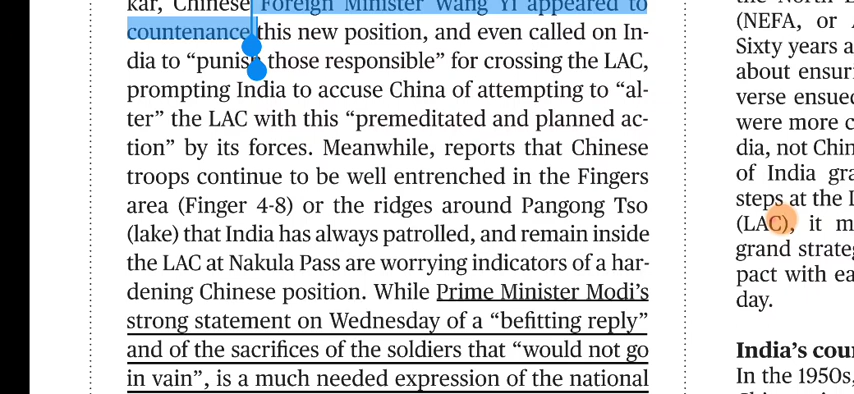 kar, Chinese Foreign Minister Wang Yi appeared to
countenance this new position, and even called on In-
dia to "punish those responsible" for crossing the LAC,
prompting India to accuse China of attempting to "al-
ter" the LAC with this "premeditated and planned ac-
tion" by its forces. Meanwhile, reports that Chinese
troops continue to be well entrenched in the Fingers
area (Finger 4-8) or the ridges around Pangong Tso
(lake) that India has always patrolled, and remain inside
the LAC at Nakula Pass are worrying indicators of a har-
dening Chinese position. While Prime Minister Modi's
strong statement on Wednesday of a "befitting reply"
and of the sacrifices of the soldiers that "would not go
in vain", is a much needed expression of the national
(NEFA, or
Sixty years a
about ensuri
verse ensued
were more c
dia, not Chin
of India gra
steps at the
(LAC), it m
grand strateg
pact with ea
day.
India's cou
In the 1950s,